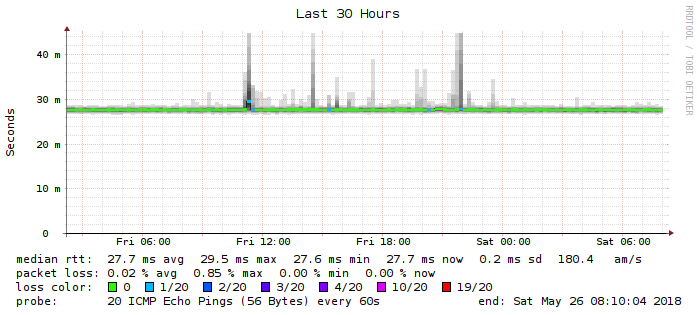 Last 30 Hours
RRDTOOL / TOBI OETIKER
Seconds
40 m
30 m
20 m
10 m
0
Fri 06:00 Fri 12:00 Fri 18:00 Sat 00:00 Sat 06:00
median rtt: 27.7 ms avg 29.5 ms max 27.6 ms min 27.7 ms now 0.2 ms sd 180.4 am/s
packet loss: 0.02 % avg 0.85 % max 0.00 % min 0.00 % now
loss color: 0 1/20 2/20 3/20 4/20 10/20 19/20
probe: 20 ICMP Echo Pings (56 Bytes) every 60s end: Sat May 26 08:10:04 2018